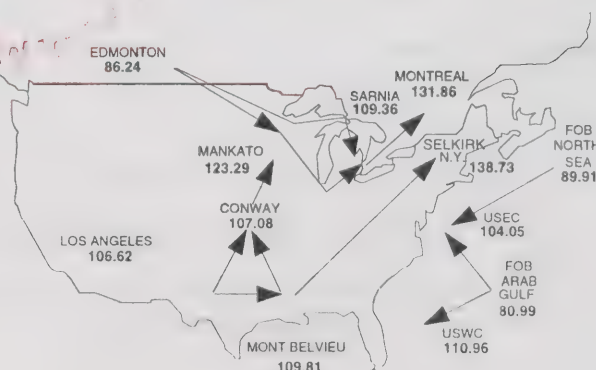 EDMONTON
86.24
MONTREAL
131.86
SARNIA
109.36
FOB
NORTH
SEA
89.91
SELKIRK
N.Y.
138.73
MANKATO
123.29
CONWAY
107.08
USEC
104.05
LOS ANGELES
106.62
FOB
ARAB
GULF
80.99
USWC
110.96
MONT BELVIEU
109.81